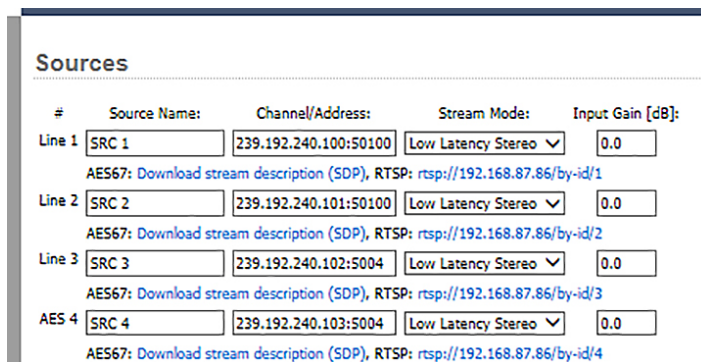 Sources
# Source Name: Channel/Address: Stream Mode: Input Gain [dB]:
Line 1 SRC 1 239.192.240.100:50100 Low Latency Stereo 0.0
AES67: Download stream description (SDP), RTSP: rtsp://192.168.87.86/by-id/1
Line 2 SRC 2 239.192.240.101:50100 Low Latency Stereo 0.0
AES67: Download stream description (SDP), RTSP: rtsp://192.168.87.86/by-id/2
Line 3 SRC 3 239.192.240.102:5004 Low Latency Stereo 0.0
AES67: Download stream description (SDP), RTSP: rtsp://192.168.87.86/by-id/3
AES 4 SRC 4 239.192.240.103:5004 Low Latency Stereo 0.0
AES67: Download stream description (SDP), RTSP: rtsp://192.168.87.86/by-id/4